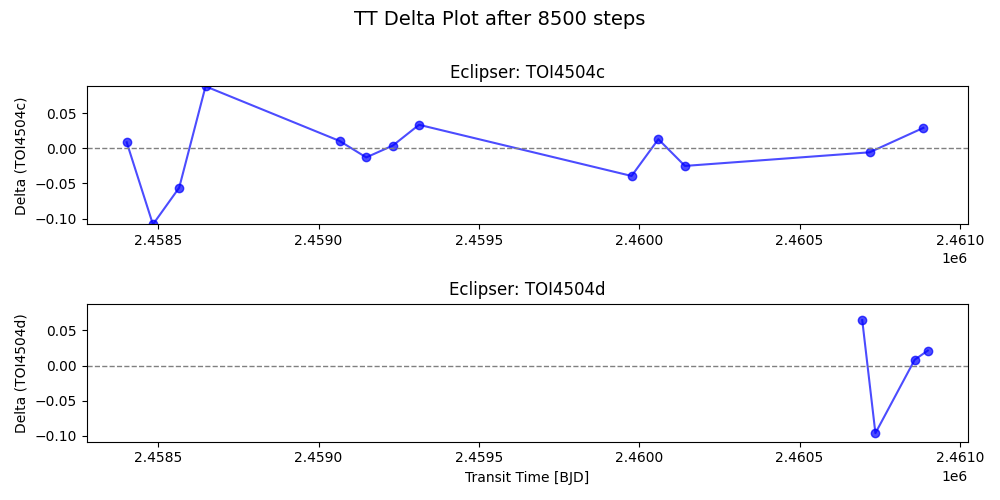 TT Delta Plot after 8500 steps
Eclipser: TOI4504c
Delta (TOI4504c)
0.05
0.00
−0.05
−0.10
2.4585 2.4590 2.4595 2.4600 2.4605 2.4610
1e6
Eclipser: TOI4504d
Delta (TOI4504d)
0.05
0.00
−0.05
−0.10
2.4585 2.4590 2.4595 2.4600 2.4605 2.4610
Transit Time [BJD]
1e6